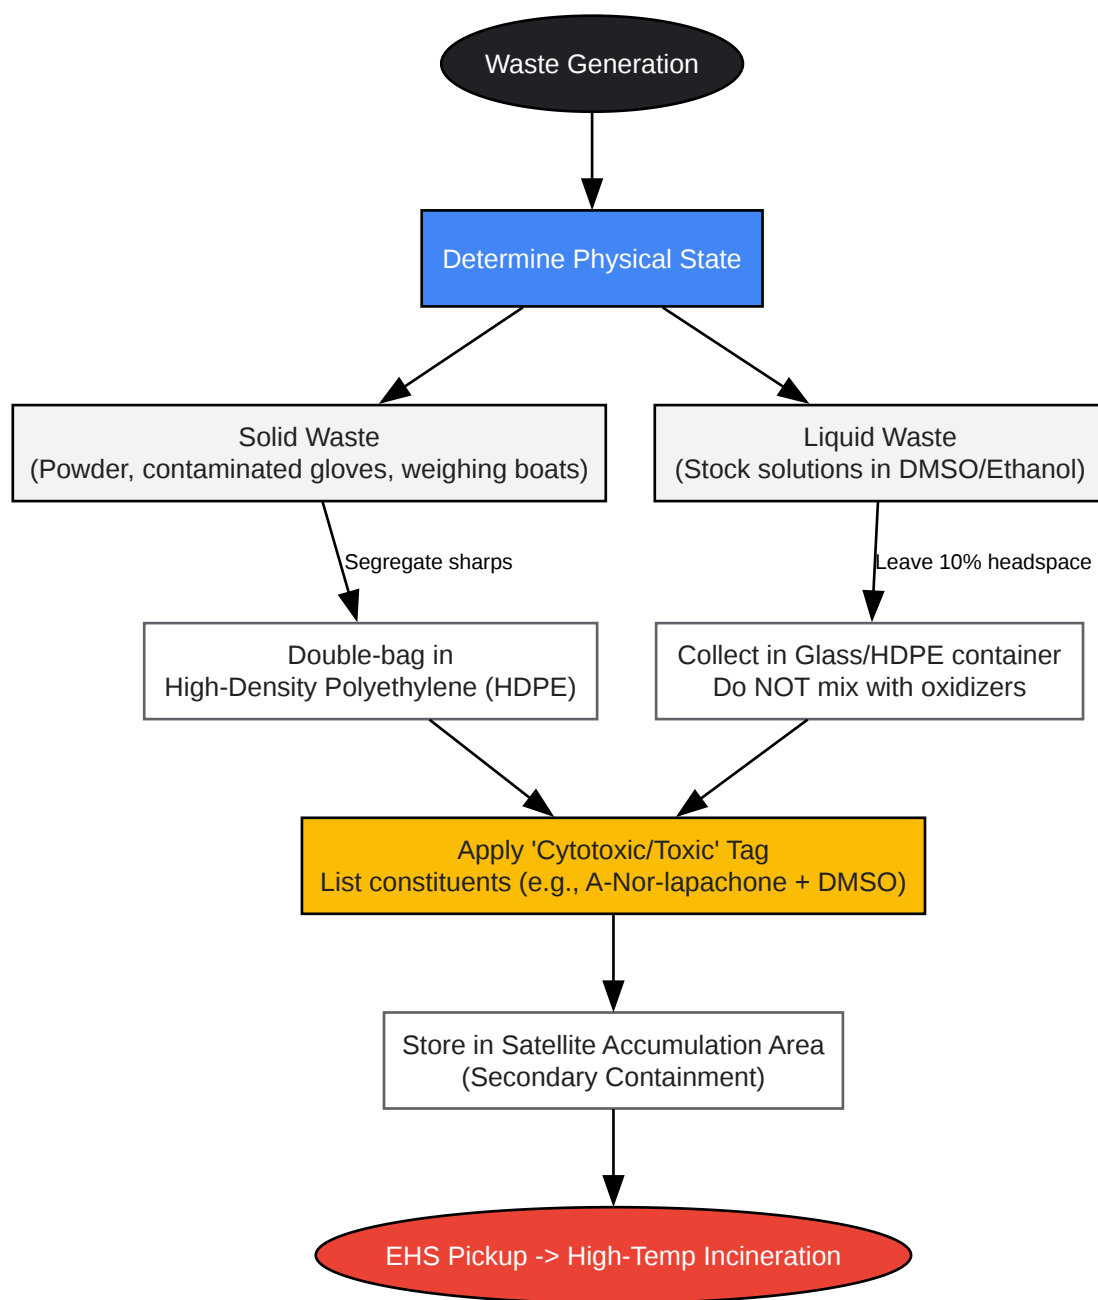 Waste Generation
Determine Physical State
Solid Waste
(Powder, contaminated gloves, weighing boats)
Liquid Waste
(Stock solutions in DMSO/Ethanol)
Segregate sharps
Leave 10% headspace
Double-bag in
High-Density Polyethylene (HDPE)
Collect in Glass/HDPE container
Do NOT mix with oxidizers
Apply 'Cytotoxic/Toxic' Tag
List constituents (e.g., A-Nor-lapachone + DMSO)
Store in Satellite Accumulation Area
(Secondary Containment)
EHS Pickup -> High-Temp Incineration